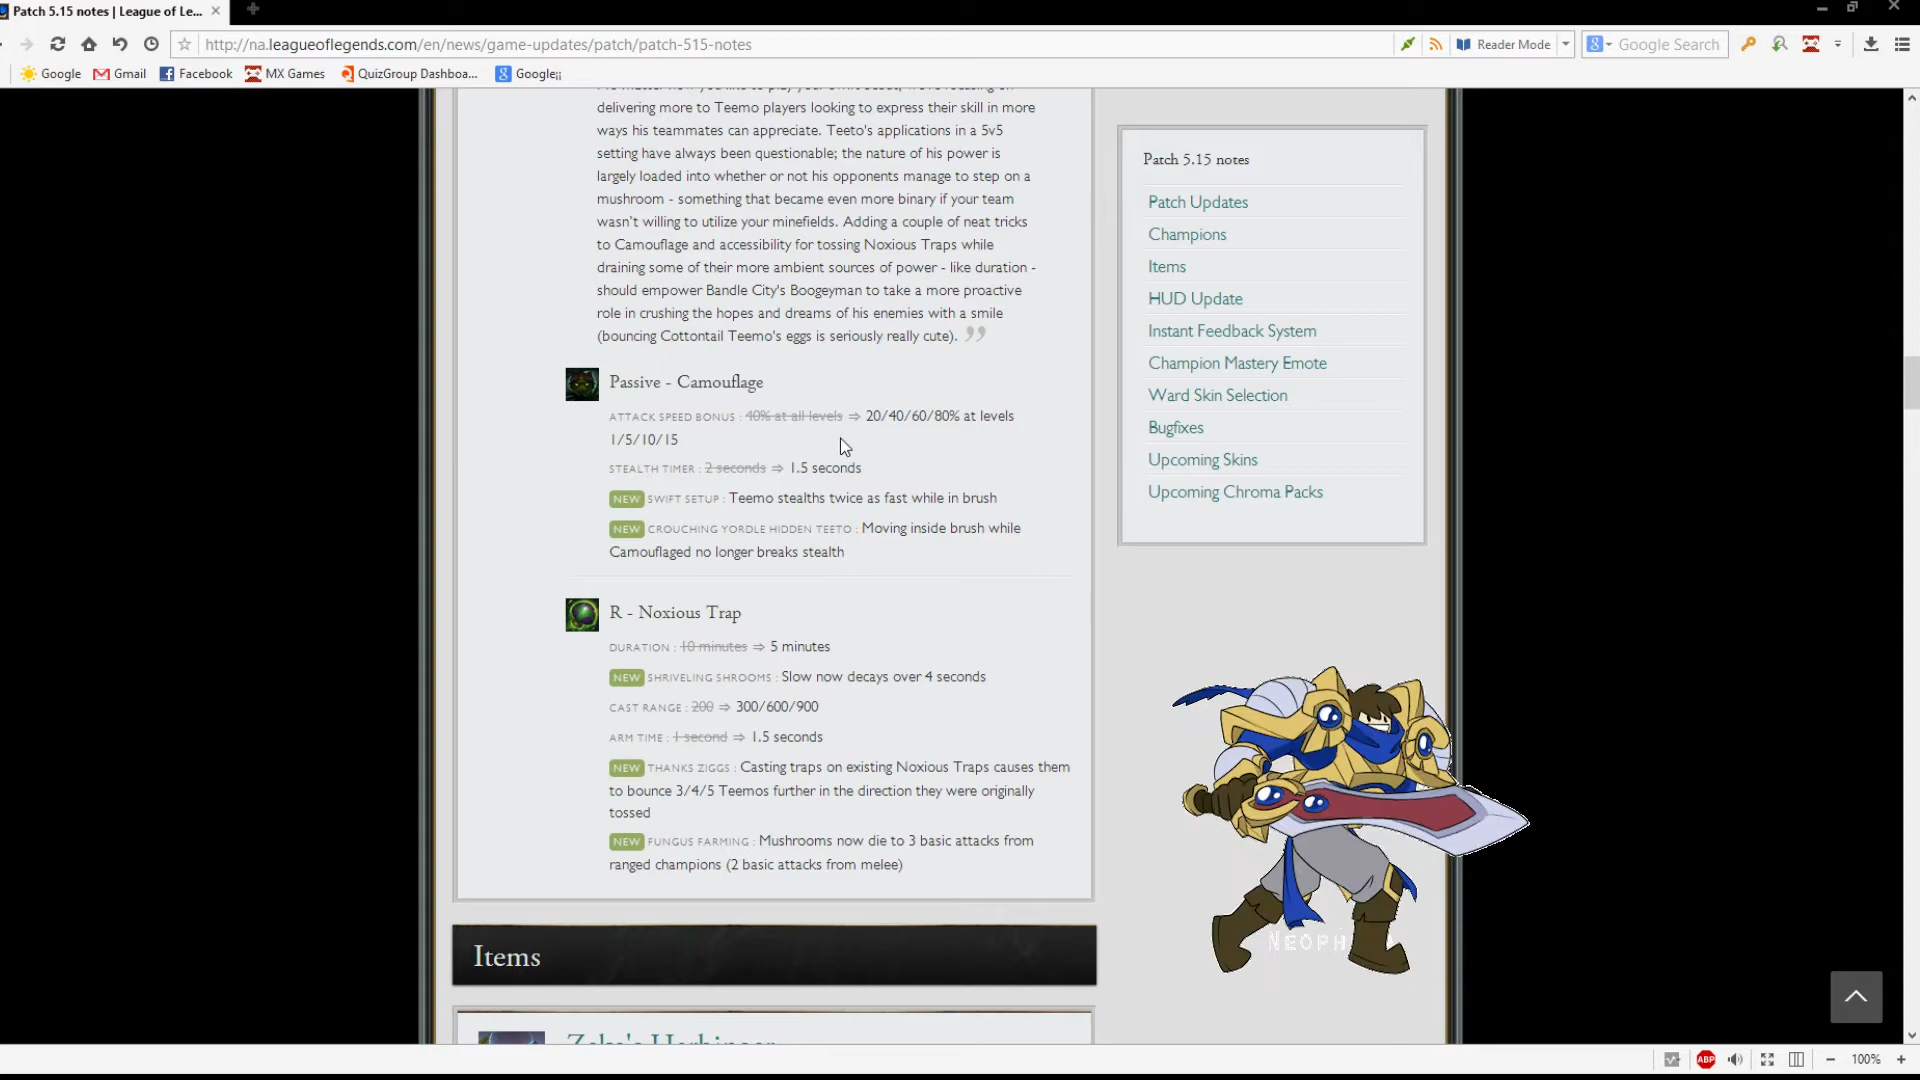 Patch 5.15 notes | League of Le...
http://na.leagueoflegends.com/en/news/game-updates/patch/patch-515-notes
Reader Mode
Google Search
Google
Gmail
Facebook
MX Games
QuizGroup Dashboa...
Google¡¡
delivering more to Teemo players looking to express their skill in more
ways his teammates can appreciate. Teeto's applications in a 5v5
setting have always been questionable; the nature of his power is
largely loaded into whether or not his opponents manage to step on a
mushroom - something that became even more binary if your team
wasn't willing to utilize your minefields. Adding a couple of neat tricks
to Camouflage and accessibility for tossing Noxious Traps while
draining some of their more ambient sources of power - like duration -
should empower Bandle City's Boogeyman to take a more proactive
role in crushing the hopes and dreams of his enemies with a smile
(bouncing Cottontail Teemo's eggs is seriously really cute). ”
Passive - Camouflage
ATTACK SPEED BONUS : 40% at all levels ⇒ 20/40/60/80% at levels
1/5/10/15
STEALTH TIMER : 2 seconds ⇒ 1.5 seconds
NEW SWIFT SETUP : Teemo stealths twice as fast while in brush
NEW CROUCHING YORDLE HIDDEN TEETO : Moving inside brush while
Camouflaged no longer breaks stealth
R - Noxious Trap
DURATION : 10 minutes ⇒ 5 minutes
NEW SHRIVELING SHROOMS : Slow now decays over 4 seconds
CAST RANGE : 200 ⇒ 300/600/900
ARM TIME : 1 second ⇒ 1.5 seconds
NEW THANKS ZIGGS : Casting traps on existing Noxious Traps causes them
to bounce 3/4/5 Teemos further in the direction they were originally
tossed
NEW FUNGUS FARMING : Mushrooms now die to 3 basic attacks from
ranged champions (2 basic attacks from melee)
Items
Zeke's Harbinger
Patch 5.15 notes
Patch Updates
Champions
Items
HUD Update
Instant Feedback System
Champion Mastery Emote
Ward Skin Selection
Bugfixes
Upcoming Skins
Upcoming Chroma Packs
ABP
100%